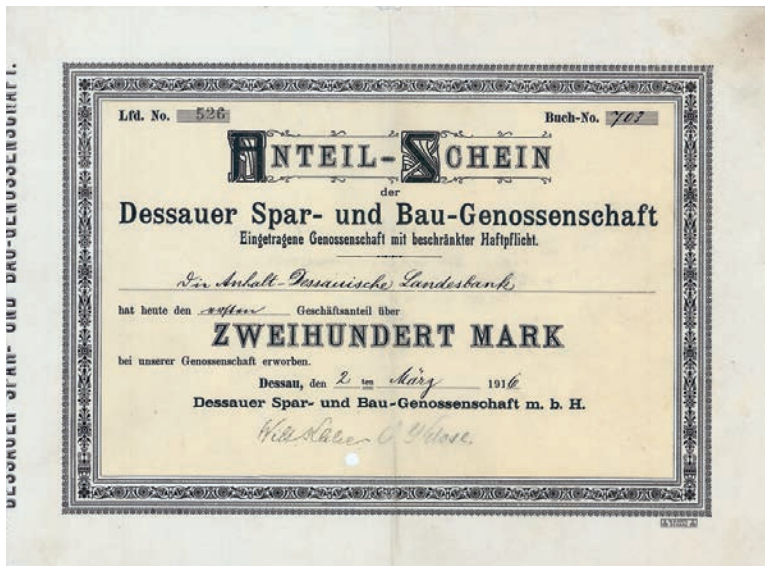 Lfd. No. 526
Buch-No. 703
ANTEIL-SCHEIN
der
Dessauer Spar- und Bau-Genossenschaft
Eingetragene Genossenschaft mit beschränkter Haftpflicht.
Die Anhalt-Dessauische Landesbank
hat heute den ersten Geschäftsanteil über
ZWEIHUNDERT MARK
bei unserer Genossenschaft erworben.
Dessau, den 2 ten März 1916
Dessauer Spar- und Bau-Genossenschaft m. b. H.
DESSAUER SPAR- UND BAU-GENOSSENSCHAFT.